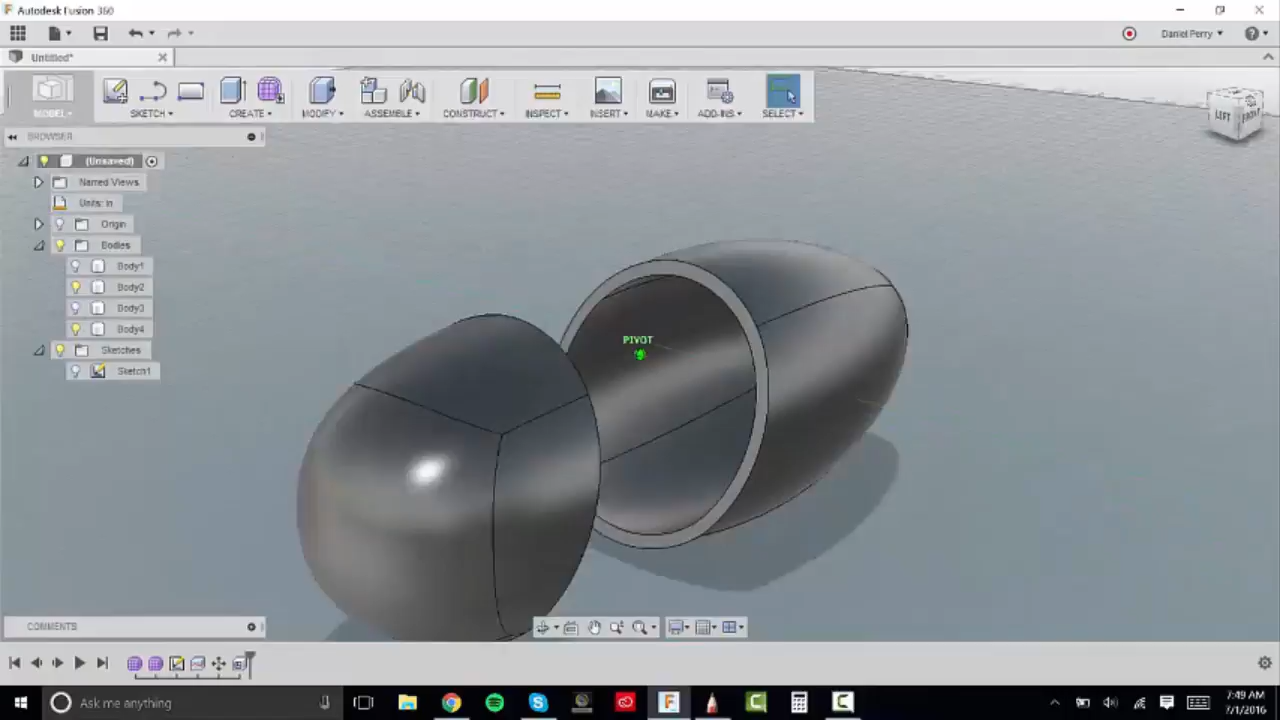 Autodesk Fusion 360
Daniel Perry
Untitled*
MODEL
SKETCH
CREATE
MODIFY
ASSEMBLE
CONSTRUCT
INSPECT
INSERT
MAKE
ADD-INS
SELECT
LEFT
FRONT
BROWSER
(Unsaved)
Named Views
Units: in
Origin
Bodies
Body1
Body2
Body3
Body4
Sketches
Sketch1
PIVOT
COMMENTS
Ask me anything
7:49 AM
7/1/2016